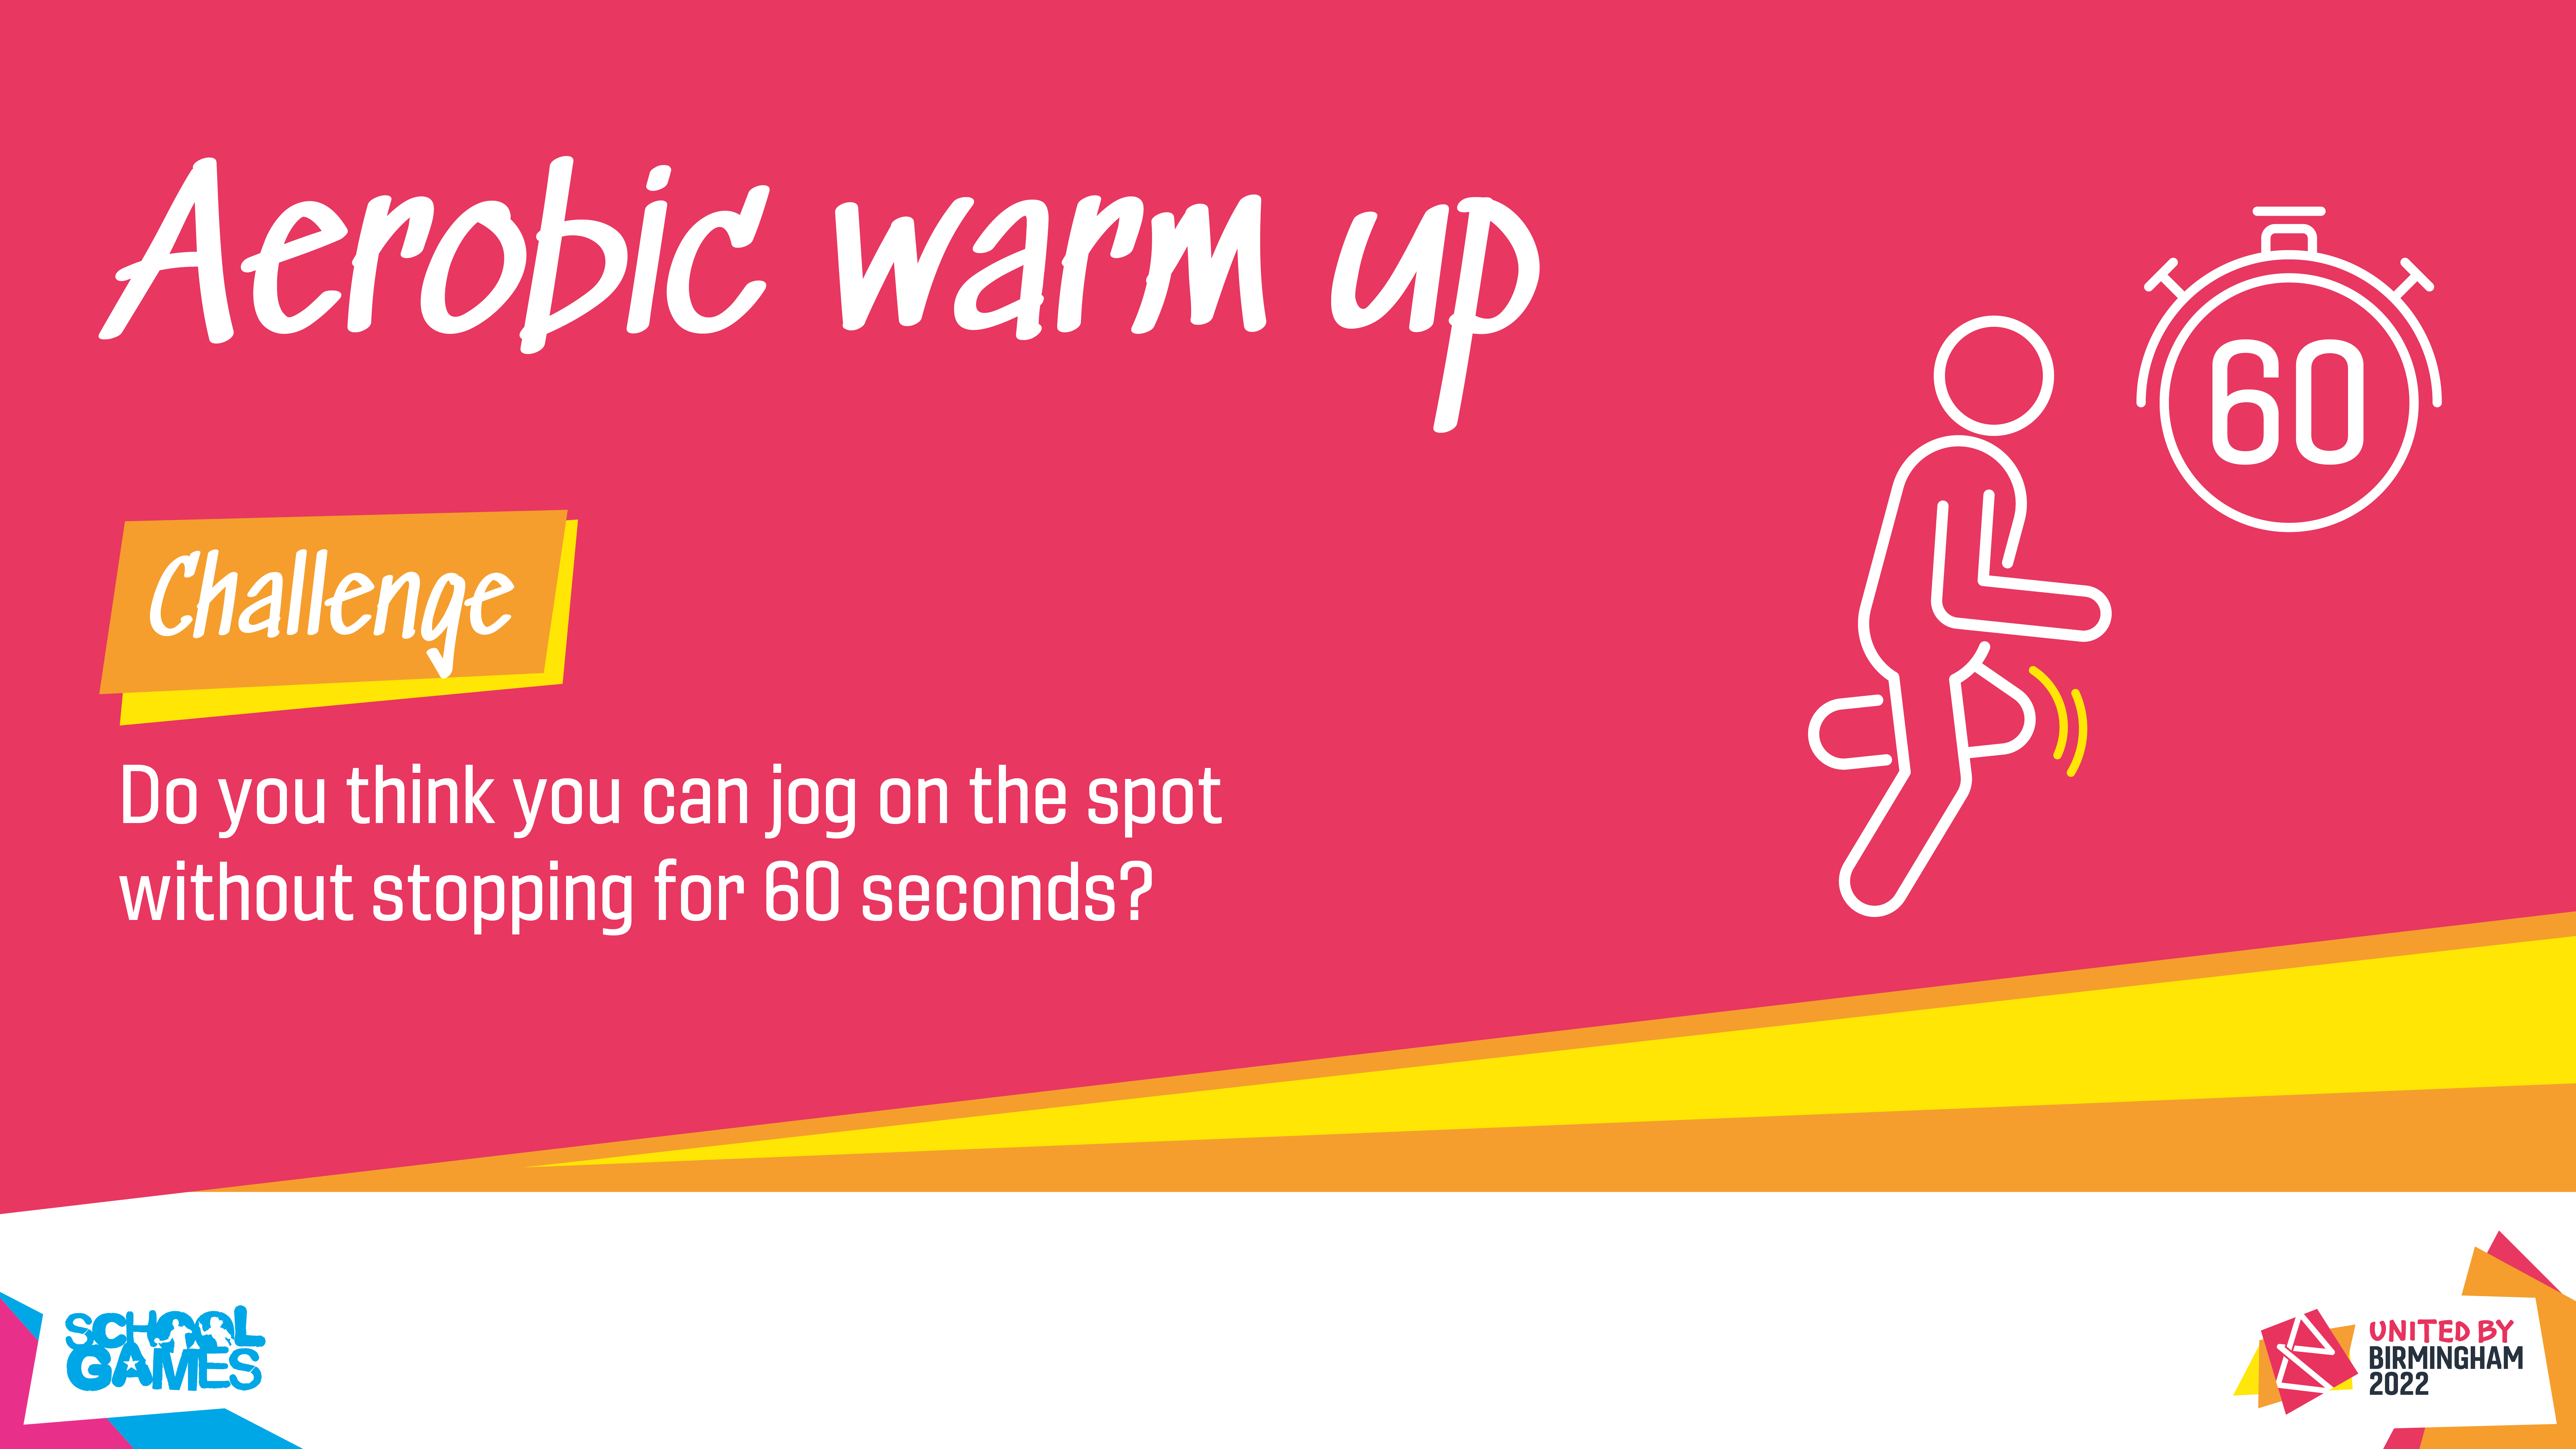 Aerobic warm up
60
Challenge
Do you think you can jog on the spot
without stopping for 60 seconds?
SCHOOL
GAMES
UNITED BY
BIRMINGHAM
2022